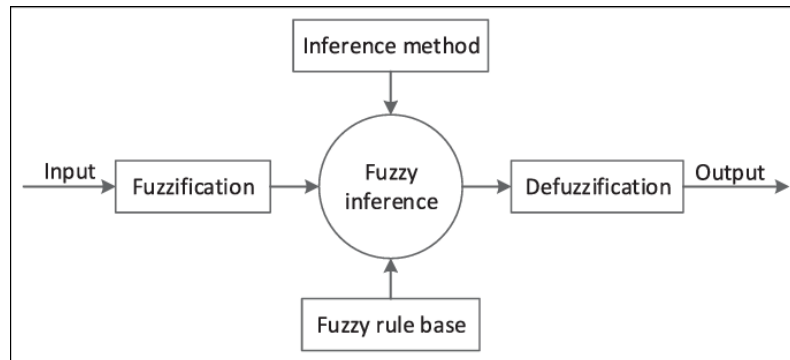 Inference method
Input
Fuzzification
Fuzzy
inference
Defuzzification
Output
Fuzzy rule base